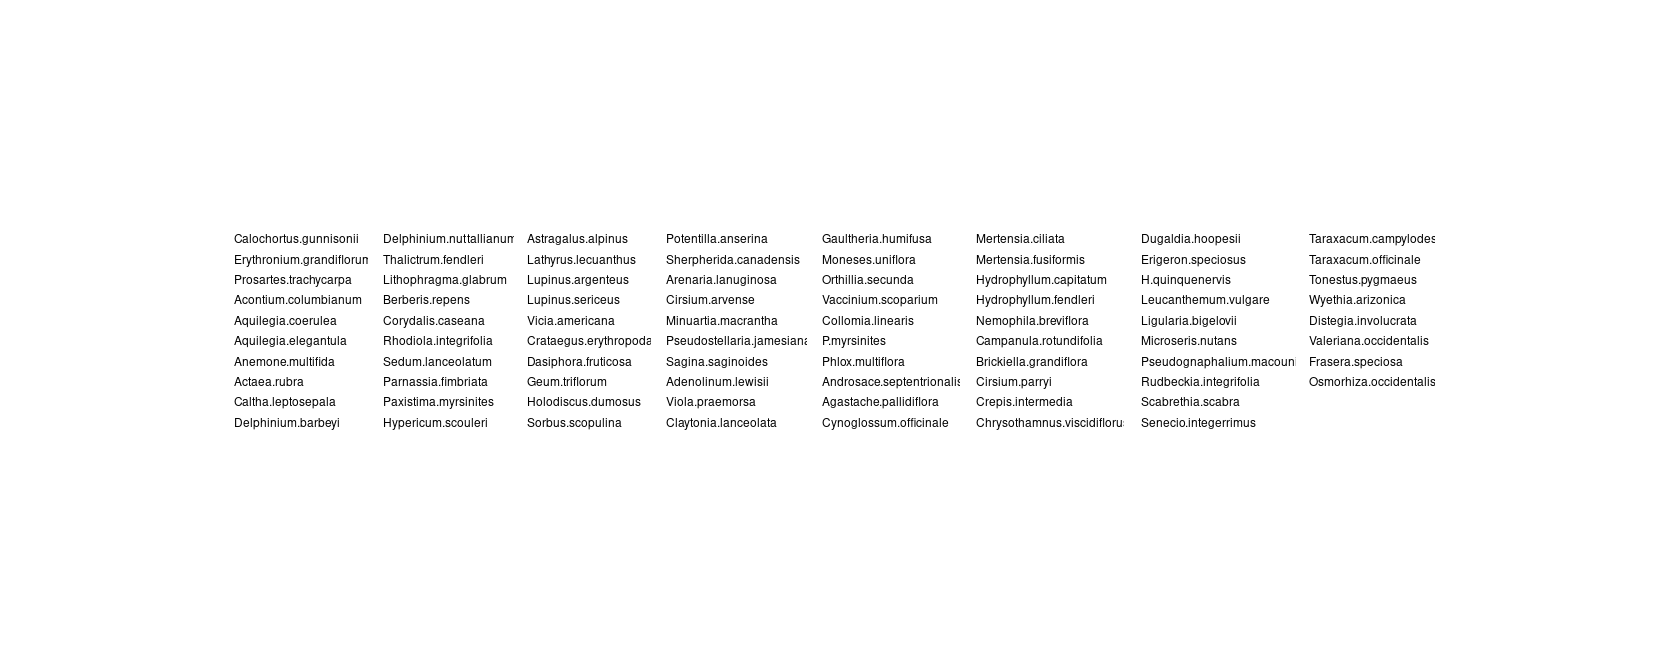 Calochortus.gunnisonii
Erythronium.grandiflorum
Prosartes.trachycarpa
Acontium.columbianum
Aquilegia.coerulea
Aquilegia.elegantula
Anemone.multifida
Actaea.rubra
Caltha.leptosepala
Delphinium.barbeyi
Delphinium.nuttallianum
Thalictrum.fendleri
Lithophragma.glabrum
Berberis.repens
Corydalis.caseana
Rhodiola.integrifolia
Sedum.lanceolatum
Parnassia.fimbriata
Paxistima.myrsinites
Hypericum.scouleri
Astragalus.alpinus
Lathyrus.lecuanthus
Lupinus.argenteus
Lupinus.sericeus
Vicia.americana
Crataegus.erythropoda
Dasiphora.fruticosa
Geum.triflorum
Holodiscus.dumosus
Sorbus.scopulina
Potentilla.anserina
Sherpherida.canadensis
Arenaria.lanuginosa
Cirsium.arvense
Minuartia.macrantha
Pseudostellaria.jamesiana
Sagina.saginoides
Adenolinum.lewisii
Viola.praemorsa
Claytonia.lanceolata
Gaultheria.humifusa
Moneses.uniflora
Orthillia.secunda
Vaccinium.scoparium
Collomia.linearis
P.myrsinites
Phlox.multiflora
Androsace.septentrionalis
Agastache.pallidiflora
Cynoglossum.officinale
Mertensia.ciliata
Mertensia.fusiformis
Hydrophyllum.capitatum
Hydrophyllum.fendleri
Nemophila.breviflora
Campanula.rotundifolia
Brickiella.grandiflora
Cirsium.parryi
Crepis.intermedia
Chrysothamnus.viscidiflorus
Dugaldia.hoopesii
Erigeron.speciosus
H.quinquenervis
Leucanthemum.vulgare
Ligularia.bigelovii
Microseris.nutans
Pseudognaphalium.macouni
Rudbeckia.integrifolia
Scabrethia.scabra
Senecio.integerrimus
Taraxacum.campylodes
Taraxacum.officinale
Tonestus.pygmaeus
Wyethia.arizonica
Distegia.involucrata
Valeriana.occidentalis
Frasera.speciosa
Osmorhiza.occidentalis